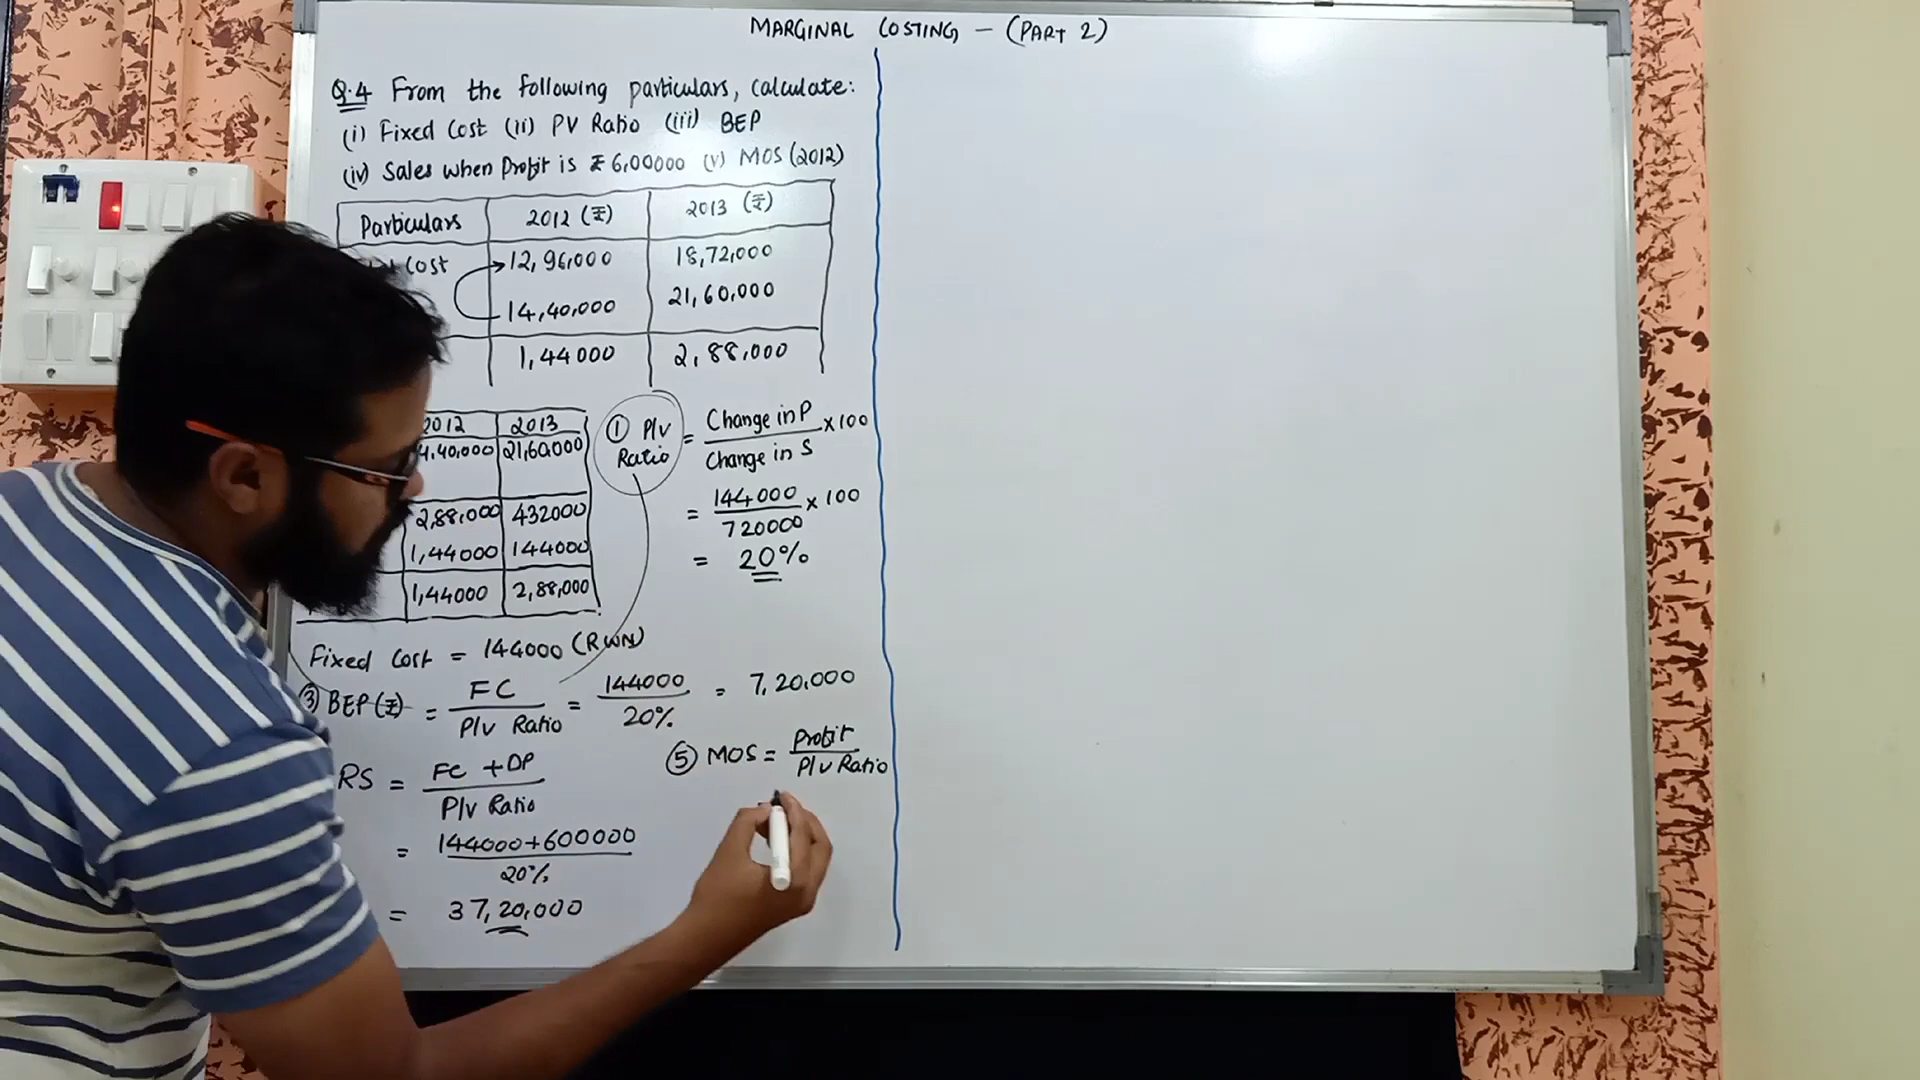 MARGINAL COSTING - (PART 2)
Q.4 From the following particulars, calculate:
(i) Fixed Cost (ii) PV Ratio (iii) BEP
(iv) Sales when Profit is ₹ 6,00000 (v) MOS (2012)
Particulars 2012 (₹) 2013 (₹)
Cost 12,96,000 18,72,000
14,40,000 21,60,000
1,44000 2,88,000
2012 2013
4,40,000 21,60,000
2,88,000 432000
1,44000 144000
1,44000 2,88,000
① P/v Ratio = Change in P / Change in S × 100
= 144000 / 720000 × 100
= 20%
Fixed Cost = 144000 (RWN)
③ BEP (₹) = FC / P/v Ratio = 144000 / 20% = 7,20,000
RS = FC + DP / P/v Ratio
= 144000+600000 / 20%
= 37,20,000
⑤ MOS = Profit / P/v Ratio